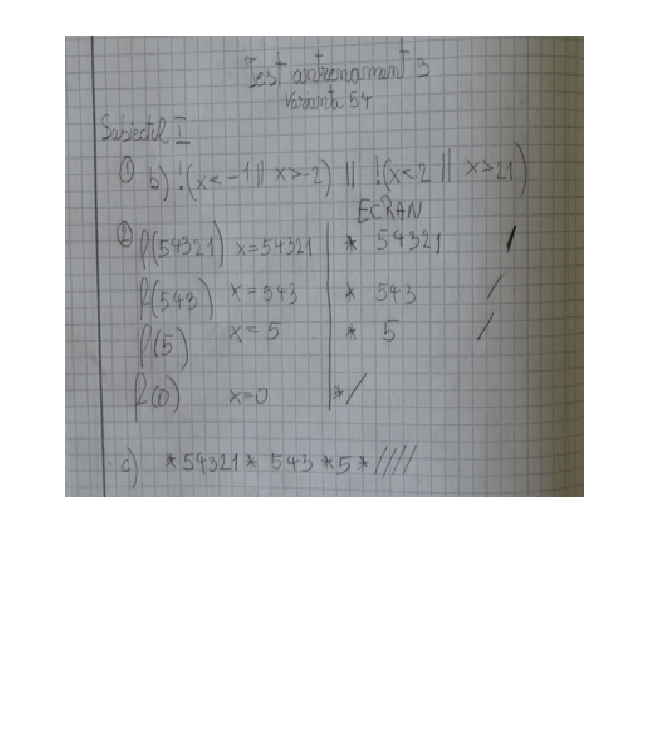 Test antrenament 3
Varianta 54
Subiectul I
① b) !(x<-1 || x>-2) || !(x<2 || x>21)
ECRAN
② f(54321) x=54321 | * 54321 /
f(543) x=543 | * 543 /
f(5) x=5 | * 5 /
f(0) x=0 | */
c) *54321* 543 *5*////